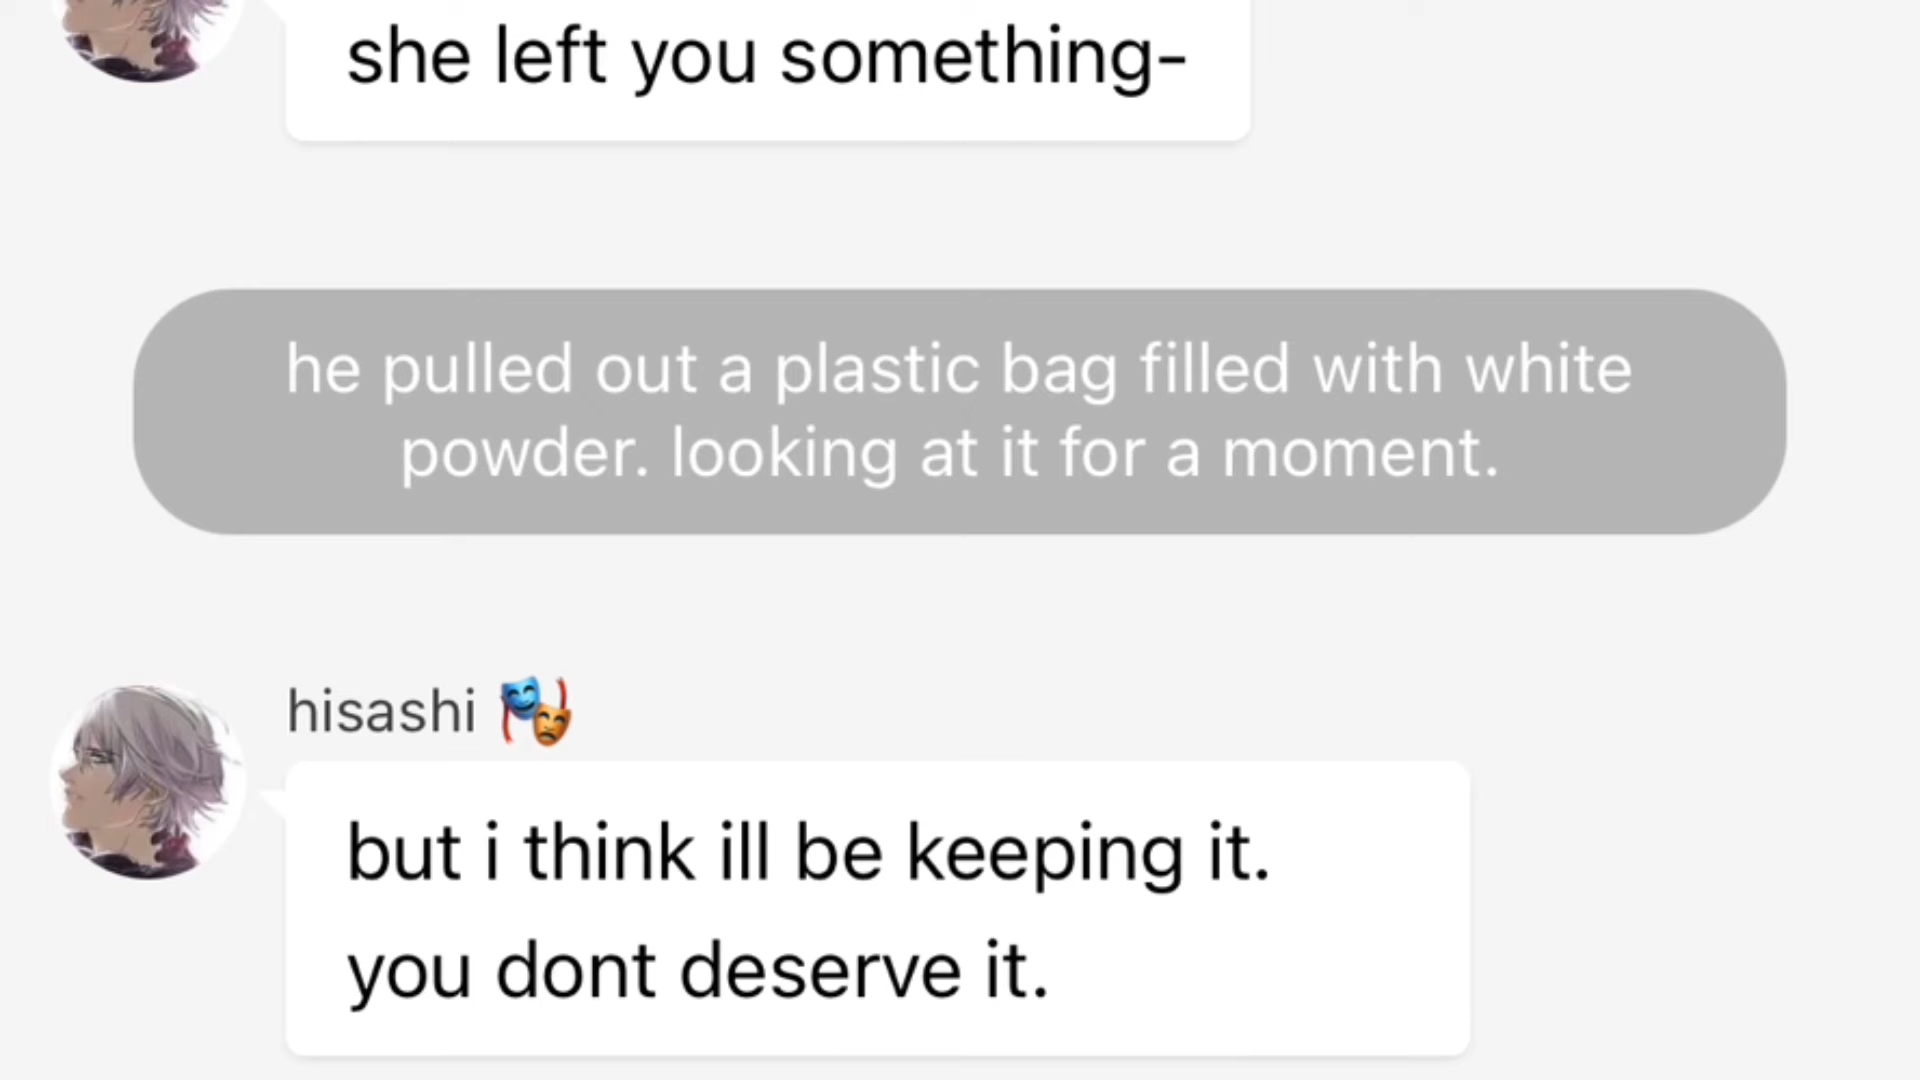 she left you something-
he pulled out a plastic bag filled with white
powder. looking at it for a moment.
hisashi 🎭
but i think ill be keeping it.
you dont deserve it.